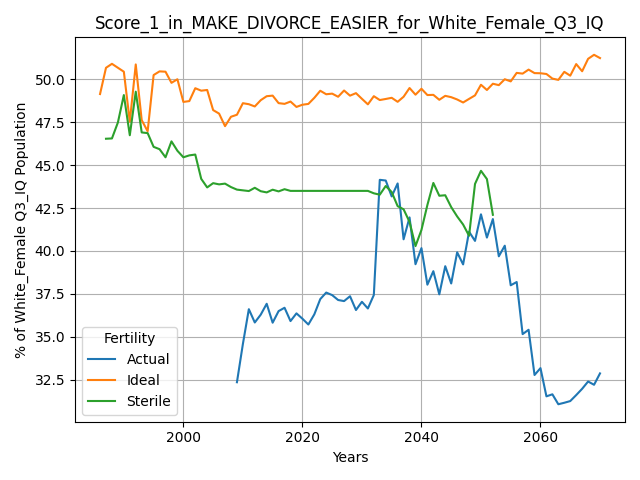 Score_1_in_MAKE_DIVORCE_EASIER_for_White_Female_Q3_IQ
% of White_Female Q3_IQ Population
50.0
47.5
45.0
42.5
40.0
37.5
35.0
32.5
Fertility
Actual
Ideal
Sterile
2000
2020
2040
2060
Years